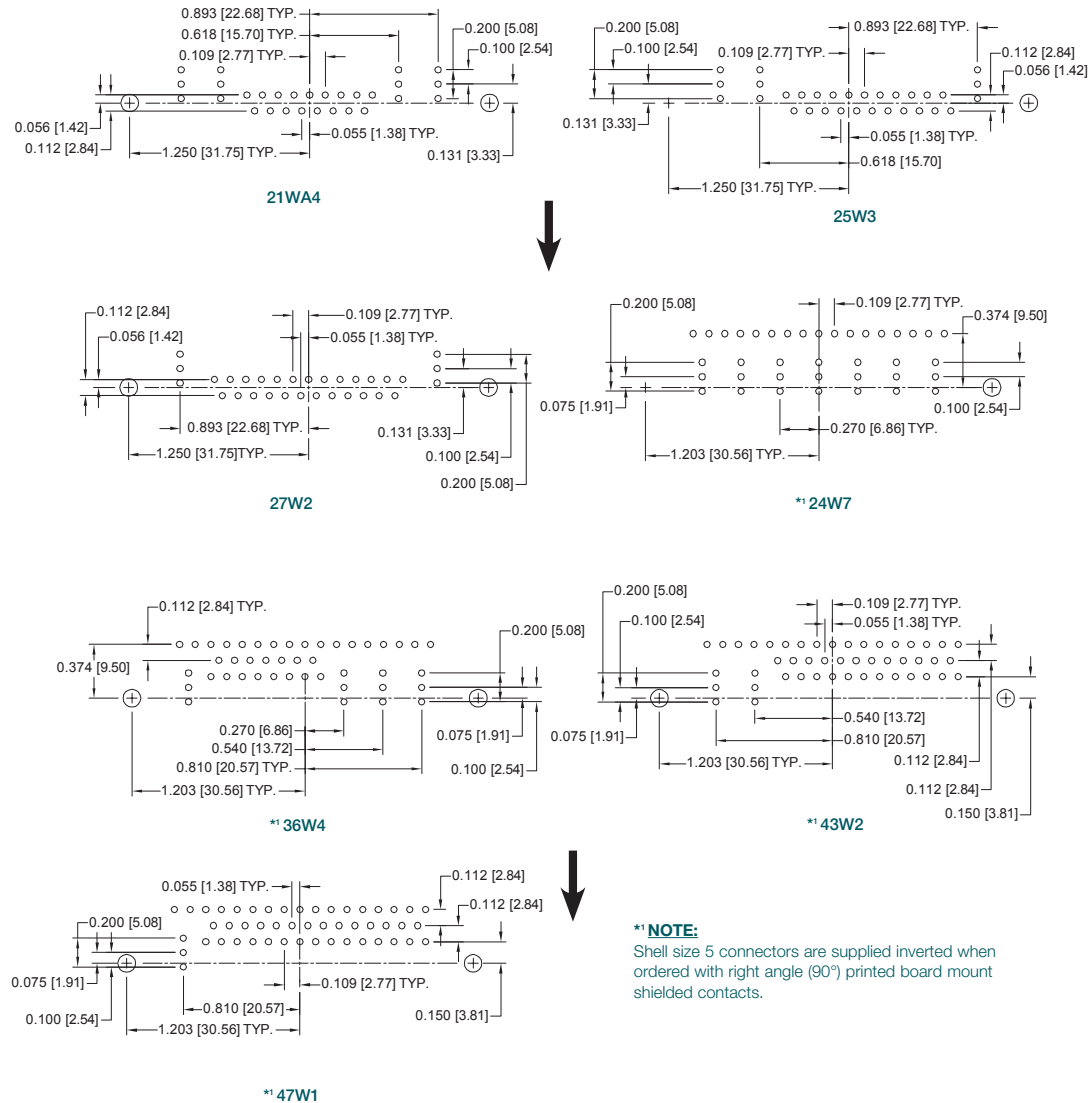 0.893 [22.68] TYP.
0.618 [15.70] TYP.
0.109 [2.77] TYP.
0.200 [5.08]
0.100 [2.54]
0.056 [1.42]
0.112 [2.84]
0.055 [1.38] TYP.
1.250 [31.75] TYP.
0.131 [3.33]
21WA4
0.893 [22.68] TYP.
0.200 [5.08]
0.100 [2.54]
0.109 [2.77] TYP.
0.112 [2.84]
0.056 [1.42]
0.131 [3.33]
0.055 [1.38] TYP.
0.618 [15.70]
1.250 [31.75] TYP.
25W3
0.112 [2.84]
0.056 [1.42]
0.109 [2.77] TYP.
0.055 [1.38] TYP.
0.893 [22.68] TYP.
1.250 [31.75]TYP.
0.131 [3.33]
0.100 [2.54]
0.200 [5.08]
27W2
0.200 [5.08]
0.109 [2.77] TYP.
0.374 [9.50]
0.075 [1.91]
0.100 [2.54]
0.270 [6.86] TYP.
1.203 [30.56] TYP.
*¹ 24W7
0.112 [2.84] TYP.
0.200 [5.08]
0.374 [9.50]
0.270 [6.86]
0.540 [13.72]
0.810 [20.57] TYP.
1.203 [30.56] TYP.
0.075 [1.91]
0.100 [2.54]
*¹ 36W4
0.200 [5.08]
0.100 [2.54]
0.109 [2.77] TYP.
0.055 [1.38] TYP.
0.075 [1.91]
0.540 [13.72]
0.810 [20.57]
1.203 [30.56] TYP.
0.112 [2.84]
0.112 [2.84]
0.150 [3.81]
*¹ 43W2
0.055 [1.38] TYP.
0.112 [2.84]
0.112 [2.84]
0.200 [5.08]
0.075 [1.91]
0.100 [2.54]
0.109 [2.77] TYP.
0.810 [20.57]
1.203 [30.56] TYP.
0.150 [3.81]
*¹ 47W1
*¹ NOTE:
Shell size 5 connectors are supplied inverted when
ordered with right angle (90°) printed board mount
shielded contacts.